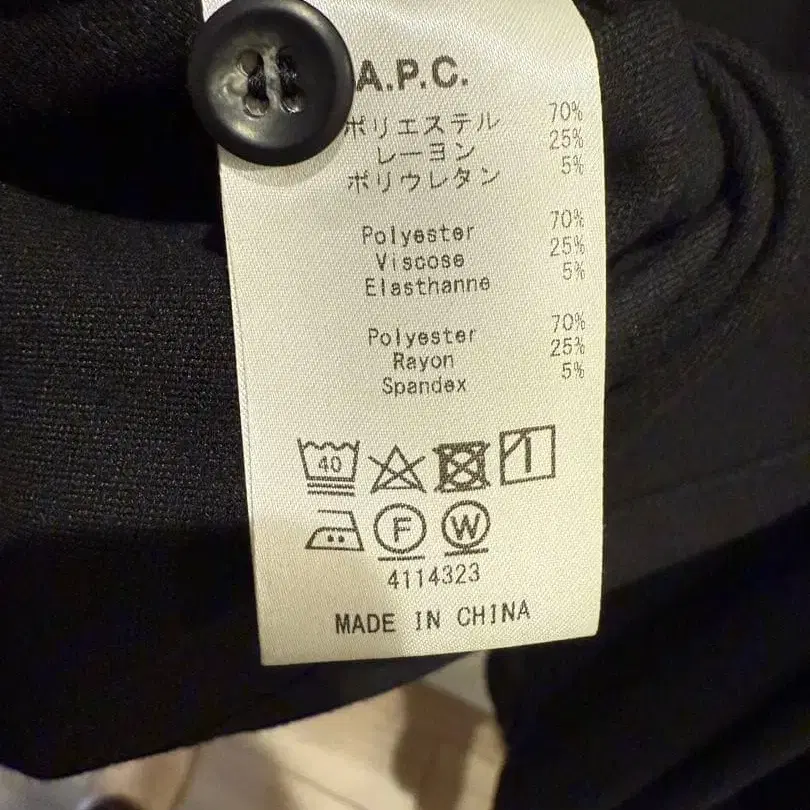 A.P.C.
ポリエステル 70%
レーヨン 25%
ポリウレタン 5%
Polyester 70%
Viscose 25%
Elasthanne 5%
Polyester 70%
Rayon 25%
Spandex 5%
40
F W
4114323
MADE IN CHINA